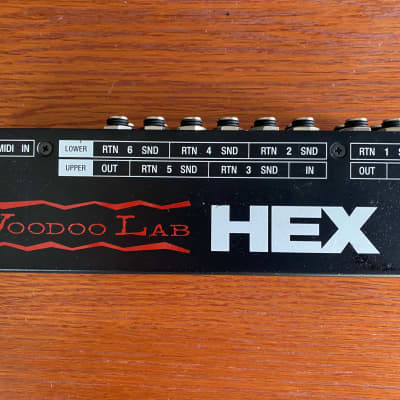 MIDI IN LOWER RTN 6 SND RTN 4 SND RTN 2 SND RTN 1 S
UPPER OUT RTN 5 SND RTN 3 SND IN OUT
VOODOO LAB HEX